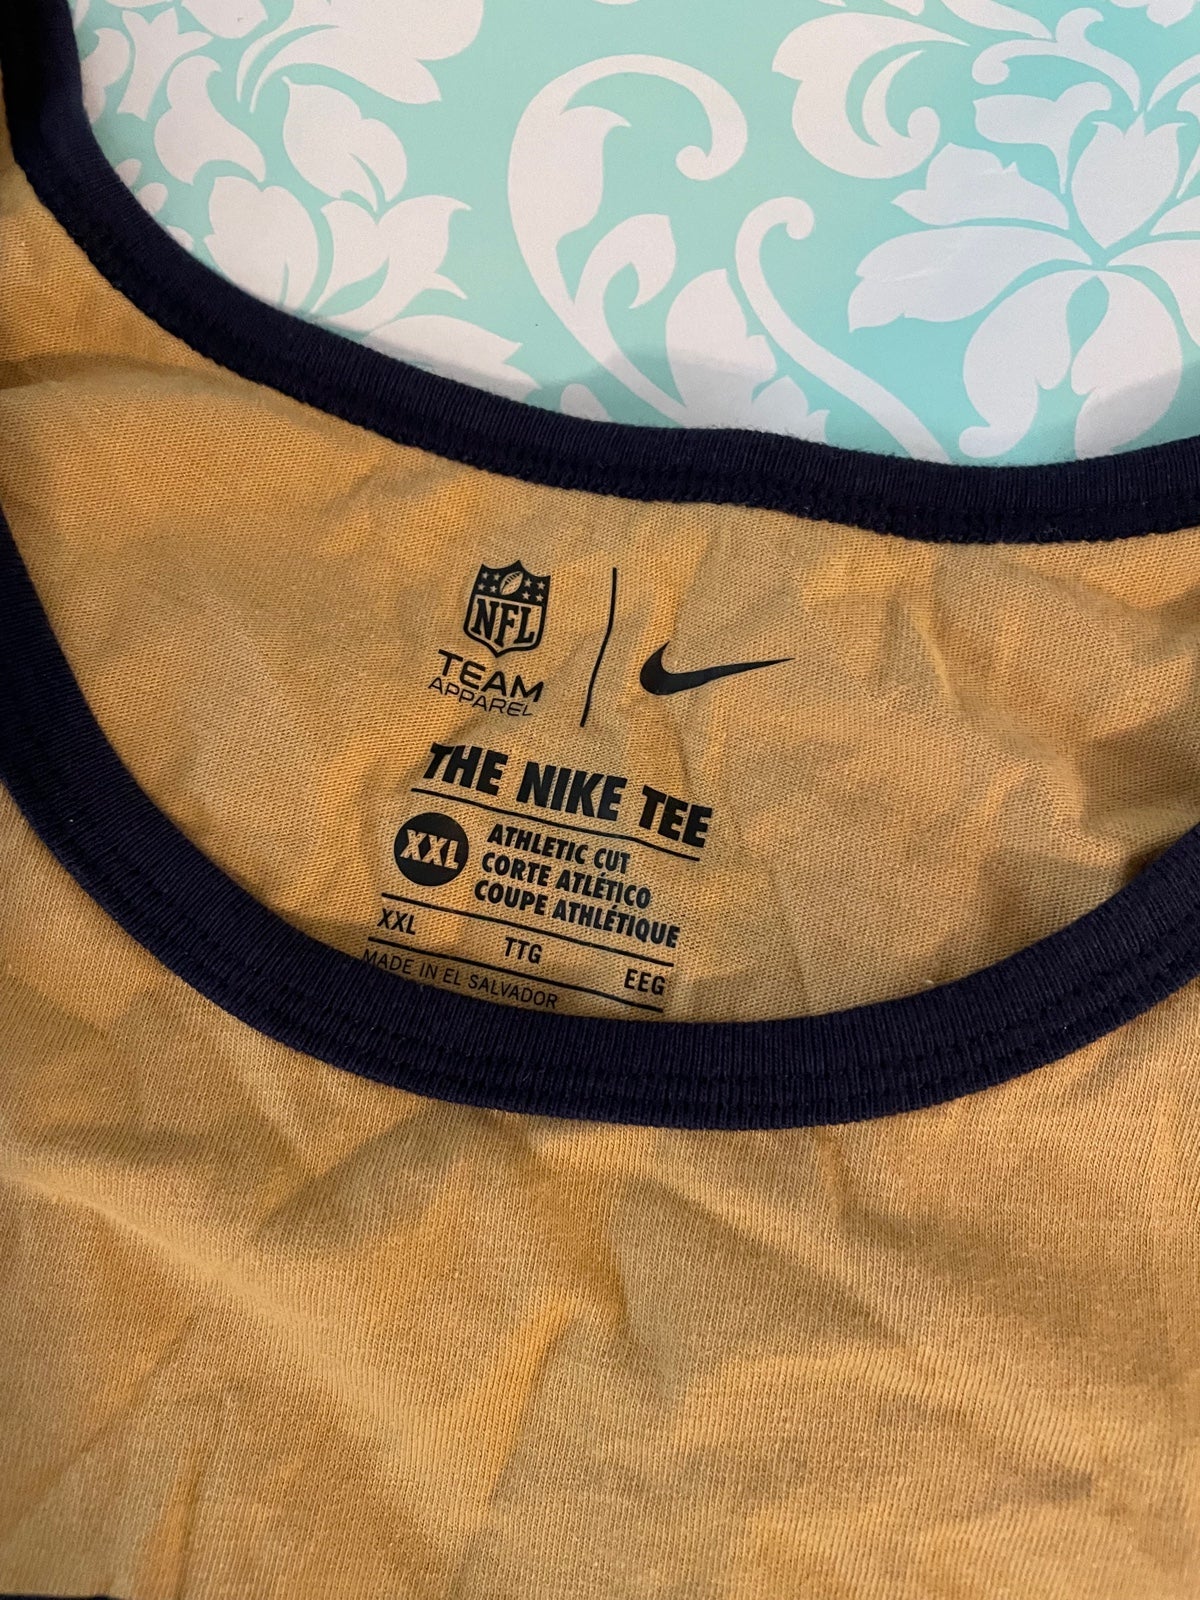 NFL
TEAM
APPAREL
THE NIKE TEE
XXL
ATHLETIC CUT
CORTE ATLÉTICO
COUPE ATHLÉTIQUE
XXL TTG EEG
MADE IN EL SALVADOR